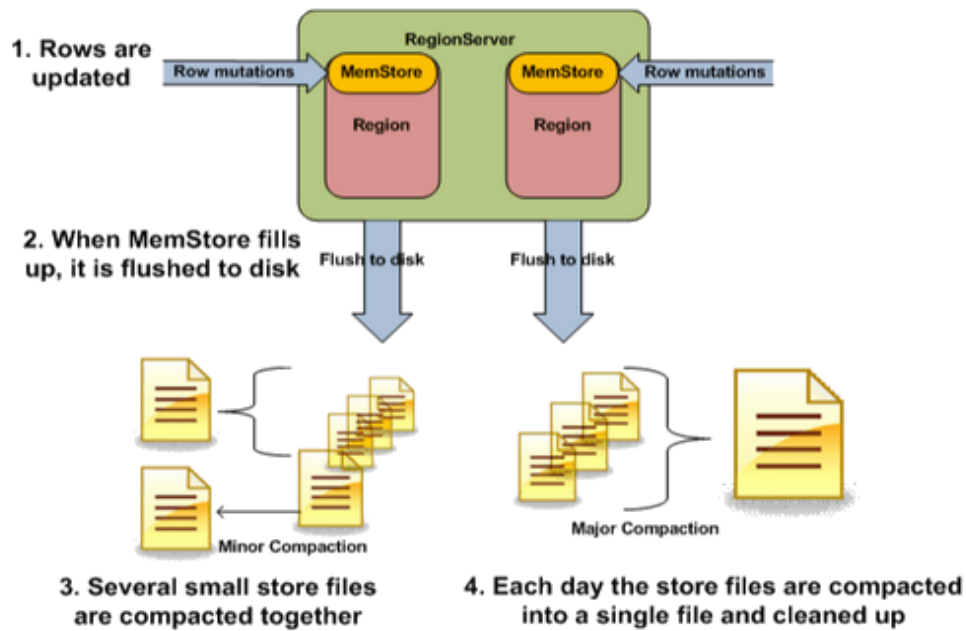 RegionServer
1. Rows are
updated
Row mutations
MemStore
MemStore
Row mutations
Region
Region
2. When MemStore fills
up, it is flushed to disk
Flush to disk
Flush to disk
Minor Compaction
Major Compaction
3. Several small store files
are compacted together
4. Each day the store files are compacted
into a single file and cleaned up